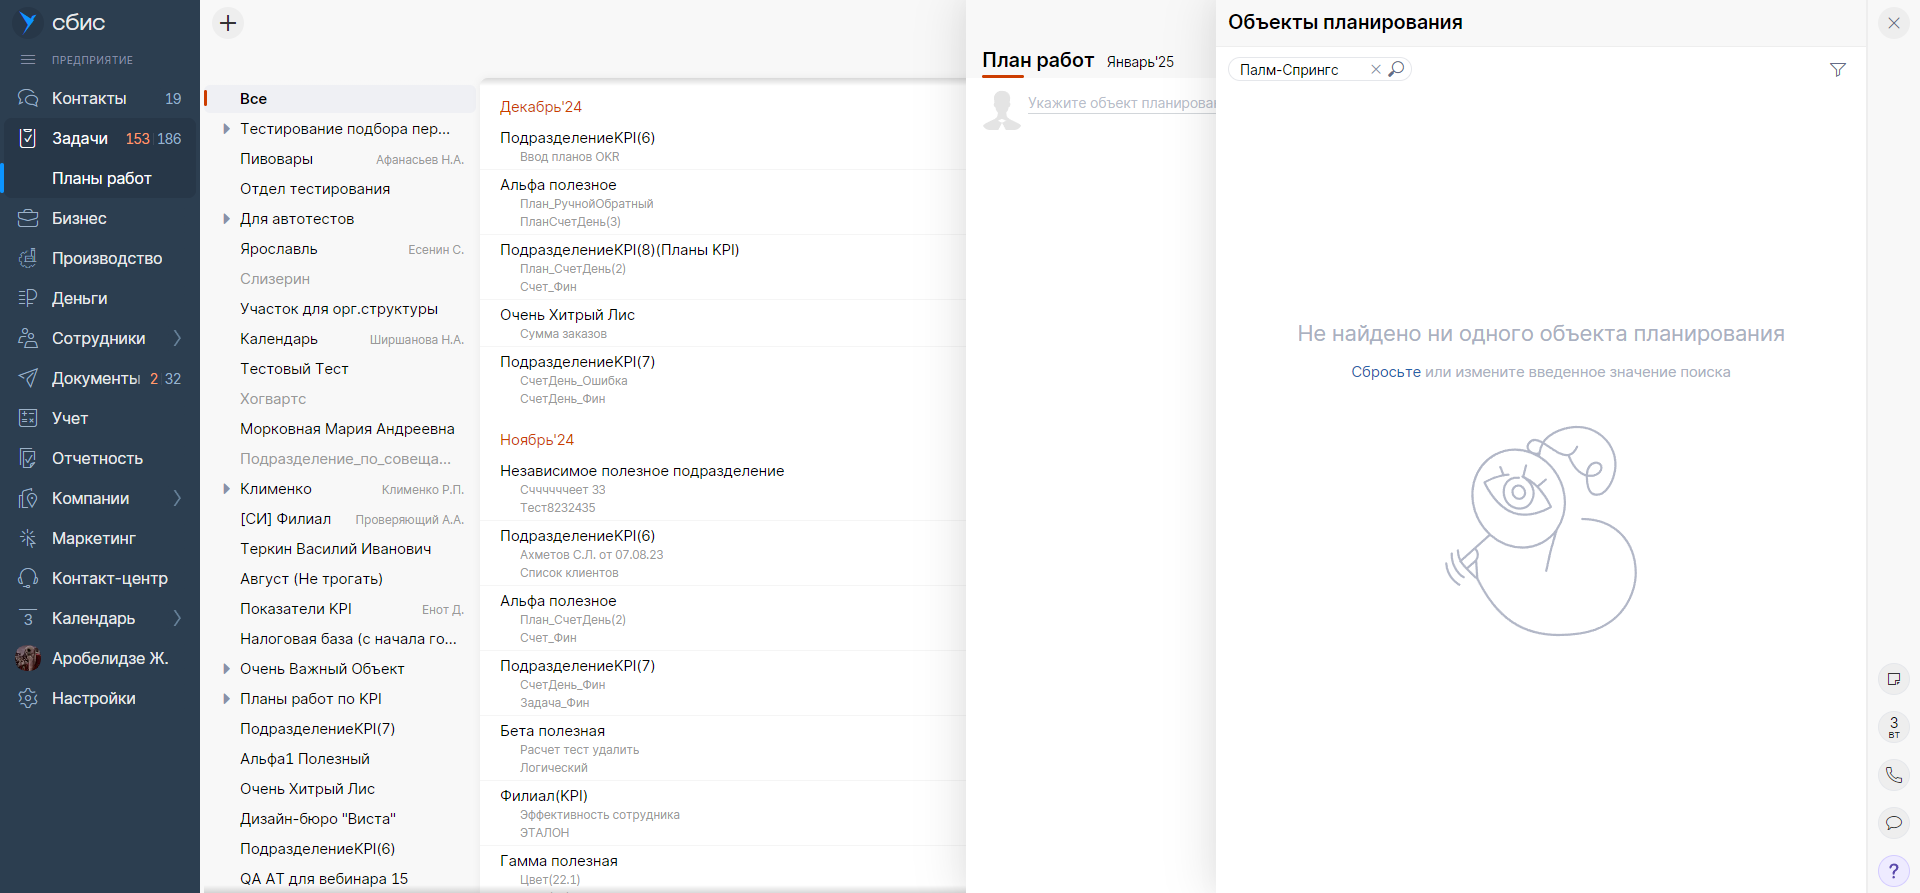 сбис
ПРЕДПРИЯТИЕ
Контакты 19
Задачи 153 186
Планы работ
Бизнес
Производство
Деньги
Сотрудники
Документы 2 32
Учет
Отчетность
Компании
Маркетинг
Контакт-центр
3 Календарь
Аробелидзе Ж.
Настройки
Все
Тестирование подбора пер...
Пивовары Афанасьев Н.А.
Отдел тестирования
Для автотестов
Ярославль Есенин С.
Слизерин
Участок для орг.структуры
Календарь Ширшанова Н.А.
Тестовый Тест
Хогвартс
Морковная Мария Андреевна
Подразделение_по_совеща...
Клименко Клименко Р.П.
[СИ] Филиал Проверяющий А.А.
Теркин Василий Иванович
Август (Не трогать)
Показатели KPI Енот Д.
Налоговая база (с начала го...
Очень Важный Объект
Планы работ по KPI
ПодразделениеKPI(7)
Альфа1 Полезный
Очень Хитрый Лис
Дизайн-бюро "Виста"
ПодразделениеKPI(6)
QA АТ для вебинара 15
Декабрь'24
ПодразделениеKPI(6)
Ввод планов OKR
Альфа полезное
План_РучнойОбратный
ПланСчетДень(3)
ПодразделениеKPI(8)(Планы KPI)
План_СчетДень(2)
Счет_Фин
Очень Хитрый Лис
Сумма заказов
ПодразделениеKPI(7)
СчетДень_Ошибка
СчетДень_Фин
Ноябрь'24
Независимое полезное подразделение
Сччччччеет 33
Тест8232435
ПодразделениеKPI(6)
Ахметов С.Л. от 07.08.23
Список клиентов
Альфа полезное
План_СчетДень(2)
Счет_Фин
ПодразделениеKPI(7)
СчетДень_Фин
Задача_Фин
Бета полезная
Расчет тест удалить
Логический
Филиал(KPI)
Эффективность сотрудника
ЭТАЛОН
Гамма полезная
Цвет(22.1)
План работ Январь'25
Укажите объект планирован
Объекты планирования
Палм-Спрингс
Не найдено ни одного объекта планирования
Сбросьте или измените введенное значение поиска
3
ВТ
?